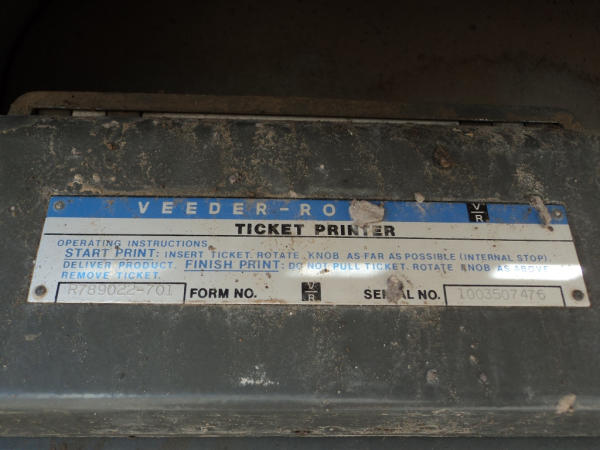 VEEDER-RO
V/R
TICKET PRINTER
OPERATING INSTRUCTIONS
START PRINT: INSERT TICKET. ROTATE KNOB AS FAR AS POSSIBLE (INTERNAL STOP).
DELIVER PRODUCT. FINISH PRINT: DO NOT PULL TICKET. ROTATE KNOB AS ABOVE.
REMOVE TICKET.
R789022-701 FORM NO. V/R SERIAL NO. 1003507476